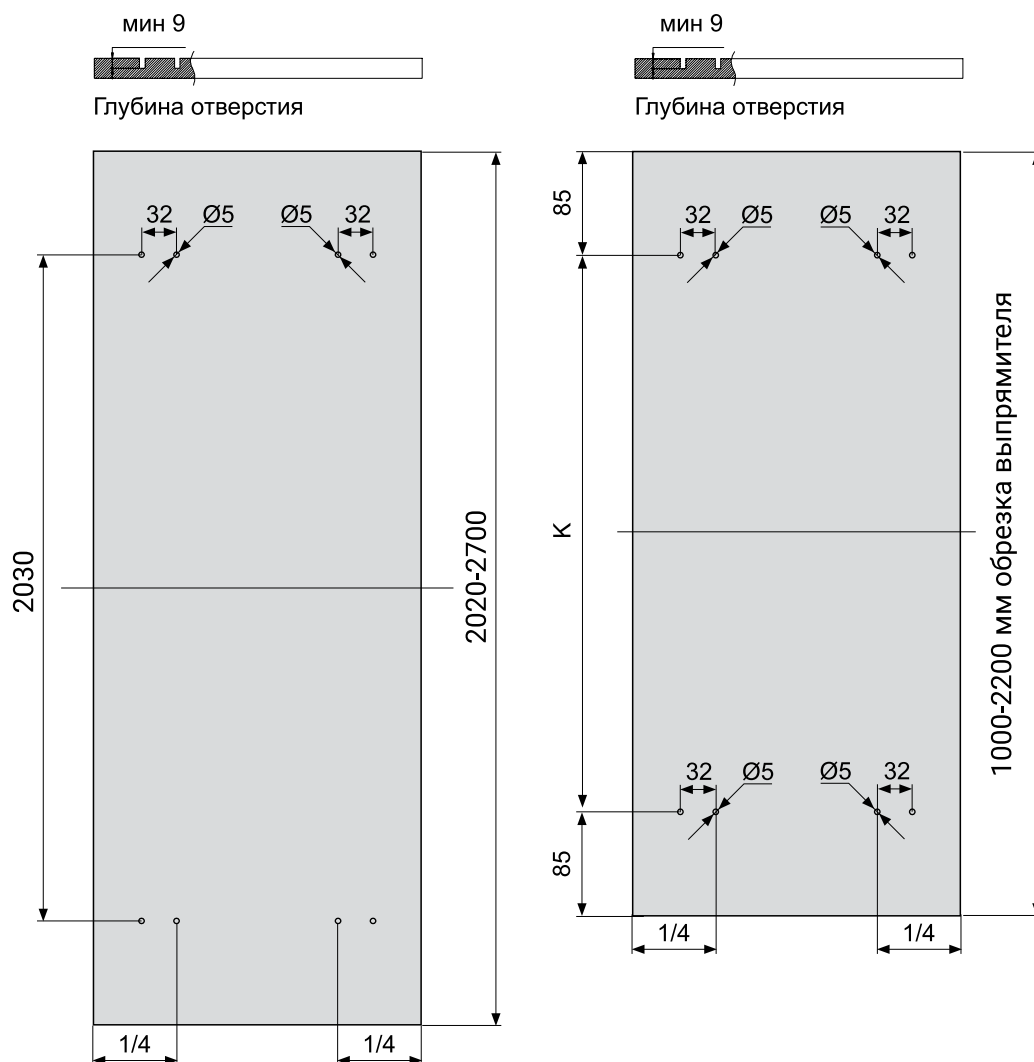 мин 9
Глубина отверстия
32
Ø5
Ø5
32
2030
2020-2700
1/4
1/4
мин 9
Глубина отверстия
85
32
Ø5
Ø5
32
K
1000-2200 мм обрезка выпрямителя
32
Ø5
Ø5
32
85
1/4
1/4